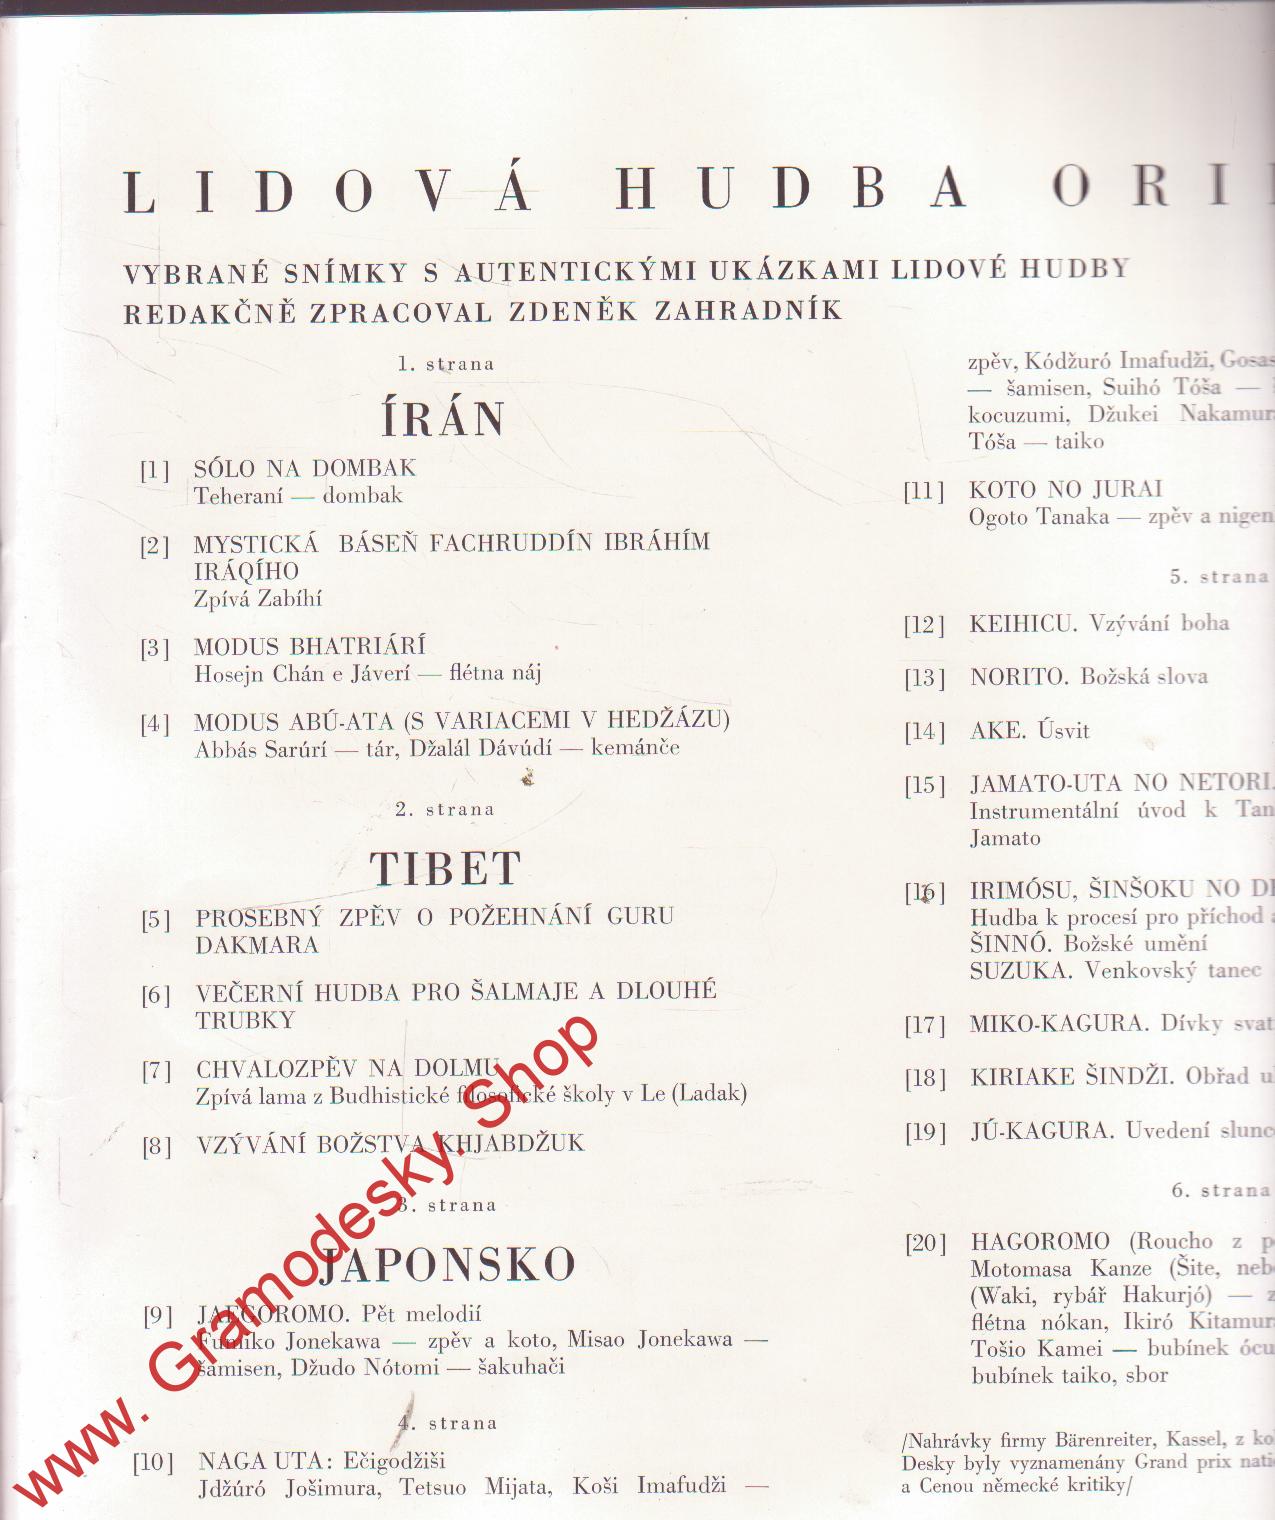 LIDOVÁ HUDBA
VYBRANÉ SNÍMKY S AUTENTICKÝMI UKÁZKAMI LIDOVÉ HUDBY
REDAKČNĚ ZPRACOVAL ZDENĚK ZAHRADNÍK
1. strana
ÍRÁN
[1] SÓLO NA DOMBAK
Teheraní — dombak
[2] MYSTICKÁ BÁSEŇ FACHRUDDÍN IBRÁHÍM
IRÁQÍHO
Zpívá Zabíhí
[3] MODUS BHATRIÁRÍ
Hosejn Chán e Jáverí — flétna náj
[4] MODUS ABÚ-ATA (S VARIACEMI V HEDŽÁZU)
Abbás Sarúrí — tár, Džalál Dávúdí — kemánče
2. strana
TIBET
[5] PROSEBNÝ ZPĚV O POŽEHNÁNÍ GURU
DAKMARA
[6] VEČERNÍ HUDBA PRO ŠALMAJE A DLOUHÉ
TRUBKY
[7] CHVALOZPĚV NA DOLMU
Zpívá lama z Budhistické filosofické školy v Le (Ladak)
[8] VZÝVÁNÍ BOŽSTVA KHJABDŽUK
3. strana
JAPONSKO
[9] JAEGOROMO. Pět melodií
Fumiko Jonekawa — zpěv a koto, Misao Jonekawa —
šamisen, Džudo Nótomi — šakuhači
4. strana
[10] NAGA UTA: Ečigodžiši
Jdžúró Jošimura, Tetsuo Mijata, Koši Imafudži —
zpěv, Kódžuró Imafudži,
— šamisen, Suihó Tóša —
kocuzumi, Džukei
Tóša — taiko
[11] KOTO NO JURAI
Ogoto Tanaka — zpěv a
5. strana
[12] KEIHICU. Vzývání boha
[13] NORITO. Božská slova
[14] AKE. Úsvit
[15] JAMATO-UTA NO
Instrumentální úvod k
Jamato
[16] IRIMÓSU, ŠINŠOKU NO
Hudba k procesí pro příchod
ŠINNÓ. Božské umění
SUZUKA. Venkovský tanec
[17] MIKO-KAGURA. Dívky
[18] KIRIAKE ŠINDŽI. Obřad
[19] JÚ-KAGURA. Uvedení
6. strana
[20] HAGOROMO (Roucho z
Motomasa Kanze (Šite,
(Waki, rybář Hakurjó) —
flétna nókan, Ikiró
Tošio Kamei — bubínek
bubínek taiko, sbor
/Nahrávky firmy Bärenreiter, Kassel, z
Desky byly vyznamenány Grand prix
a Cenou německé kritiky/
www. Gramodesky. Shop